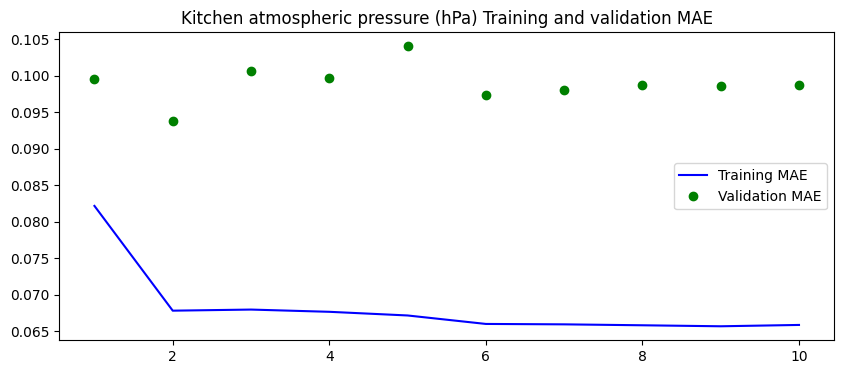 Kitchen atmospheric pressure (hPa) Training and validation MAE
0.105
0.100
0.095
0.090
0.085
0.080
0.075
0.070
0.065
Training MAE
Validation MAE
2 4 6 8 10